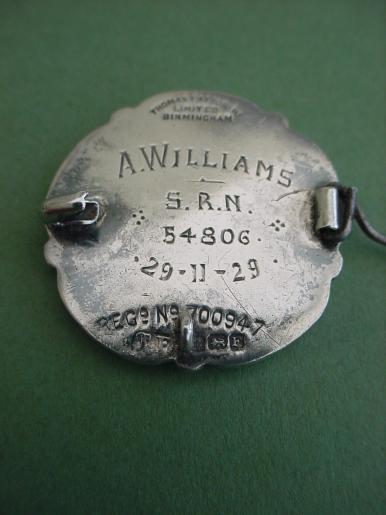 THOMAS FATTORINI
LIMITED
BIRMINGHAM
A. WILLIAMS
S.R.N.
54806
29-11-29
REGD No 700947
T F